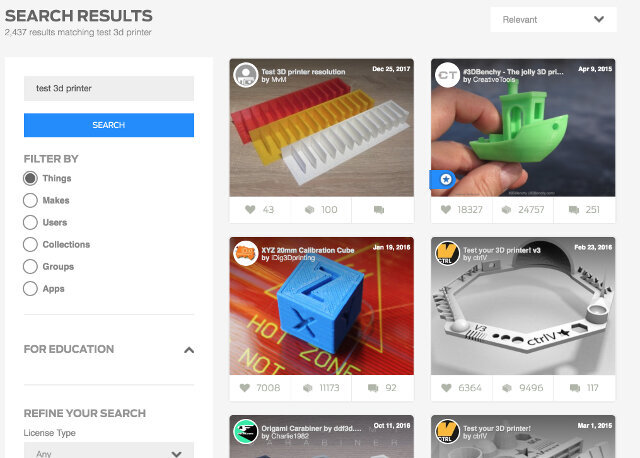 SEARCH RESULTS
2,437 results matching test 3d printer
Relevant
test 3d printer
SEARCH
FILTER BY
Things
Makes
Users
Collections
Groups
Apps
FOR EDUCATION
REFINE YOUR SEARCH
License Type
Any
Test 3D printer resolution
by MvM
Dec 25, 2017
43
100
CT
#3DBenchy - The jolly 3D pri...
by CreativeTools
Apr 9, 2015
18327
24757
251
XYZ 20mm Calibration Cube
by iDig3Dprinting
Jan 19, 2016
Z
X
HOT ZONE
NOT
7008
11173
92
CTRL
Test your 3D printer! v3
by ctrlV
Feb 23, 2016
V3
ctrlV
6364
9496
117
Origami Carabiner by ddf3d....
by Charlie1982
Oct 11, 2016
CARABINER
CTRL
Test your 3D printer!
by ctrlV
Mar 1, 2015